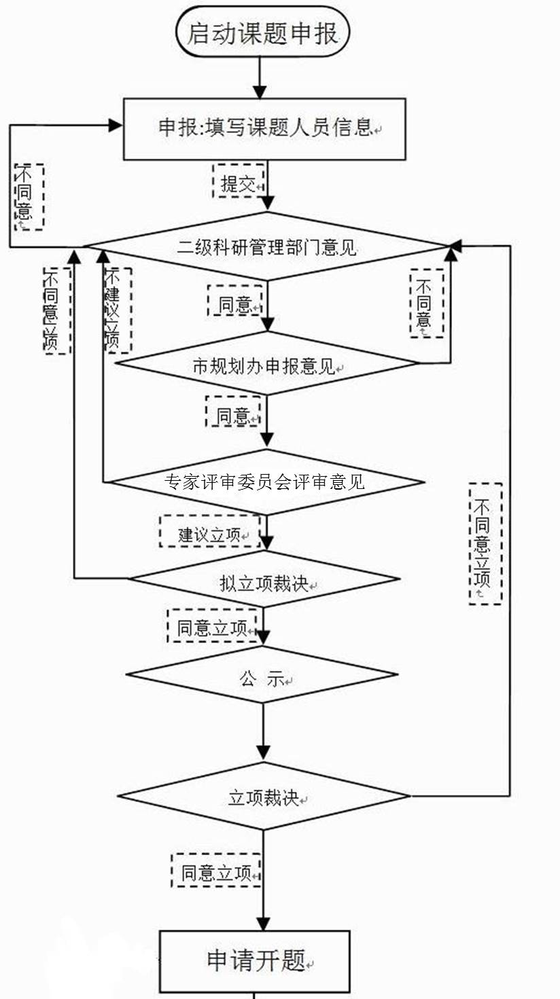 启动课题申报
申报:填写课题人员信息
不同意
提交
二级科研管理部门意见
不同意立项
不建议立项
同意
不同意
市规划办申报意见
同意
专家评审委员会评审意见
不同意立项
建议立项
拟立项裁决
同意立项
公 示
立项裁决
同意立项
申请开题